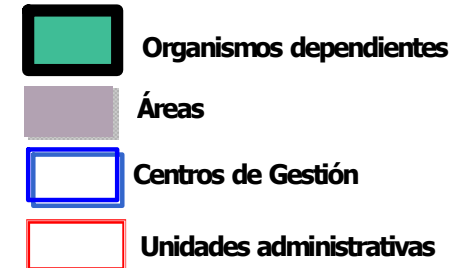 Organismos dependientes
Áreas
Centros de Gestión
Unidades administrativas